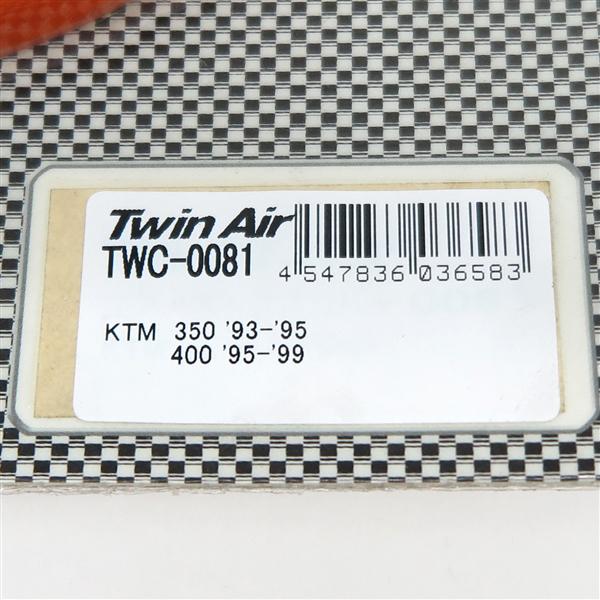 Twin Air
TWC-0081
4 547836 036583
KTM 350 '93-'95
400 '95-'99